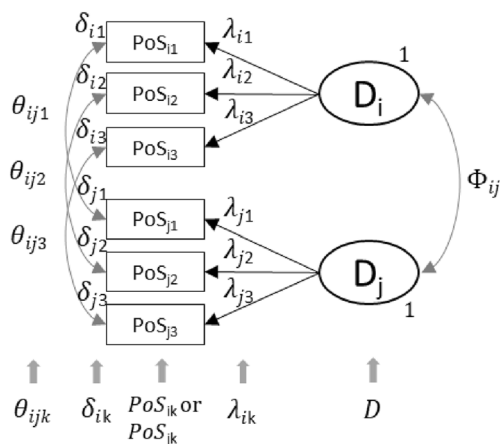 δi1 PoSi1 λi1 1
δi2 PoSi2 λi2 Di
θij1
δi3 PoSi3 λi3
θij2 Φij
δj1 PoSj1 λj1
θij3
δj2 PoSj2 λj2 Dj
δj3 PoSj3 λj3 1
θijk δik PoSik or λik D
PoSik